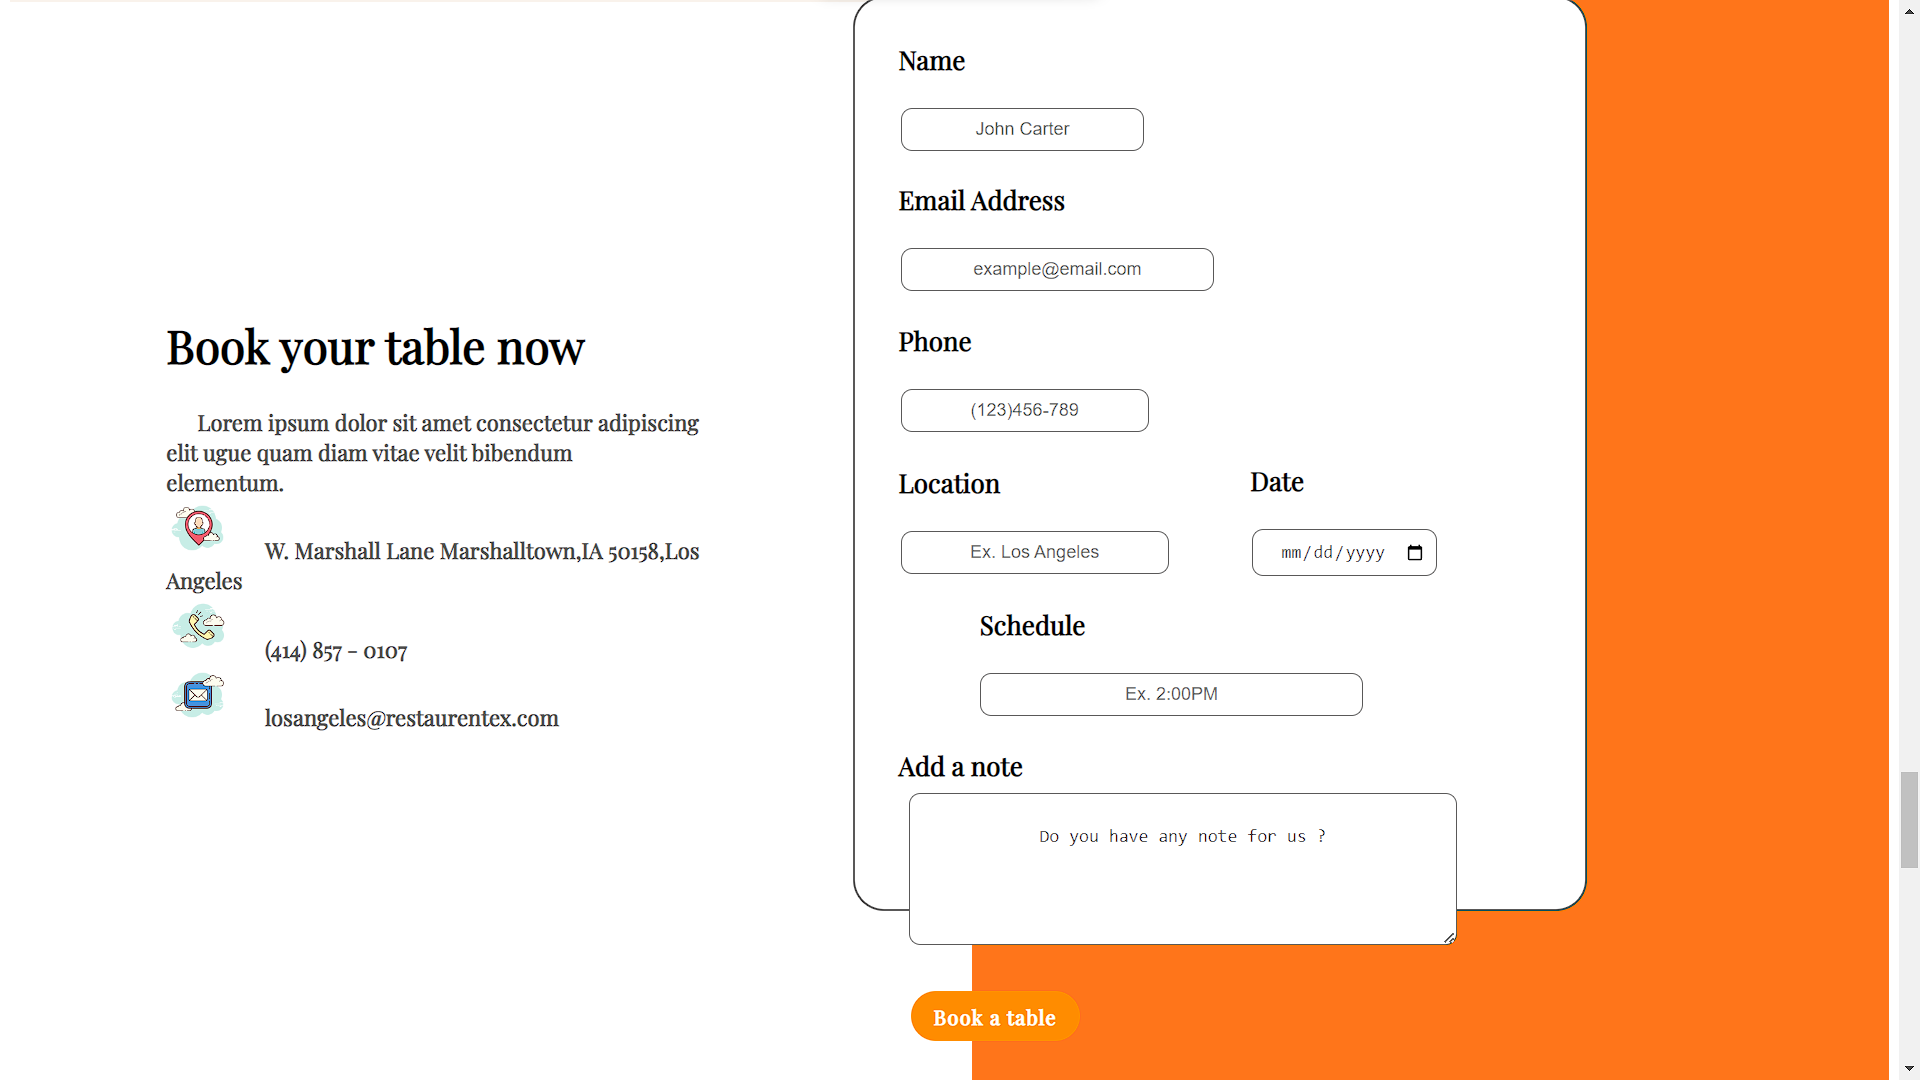 Book your table now
Lorem ipsum dolor sit amet consectetur adipiscing
elit ugue quam diam vitae velit bibendum
elementum.
W. Marshall Lane Marshalltown,IA 50158,Los
Angeles
(414) 857 - 0107
losangeles@restaurentex.com
Name
John Carter
Email Address
example@email.com
Phone
(123)456-789
Location
Ex. Los Angeles
Date
mm/dd/yyyy
Schedule
Ex. 2:00PM
Add a note
Do you have any note for us ?
Book a table